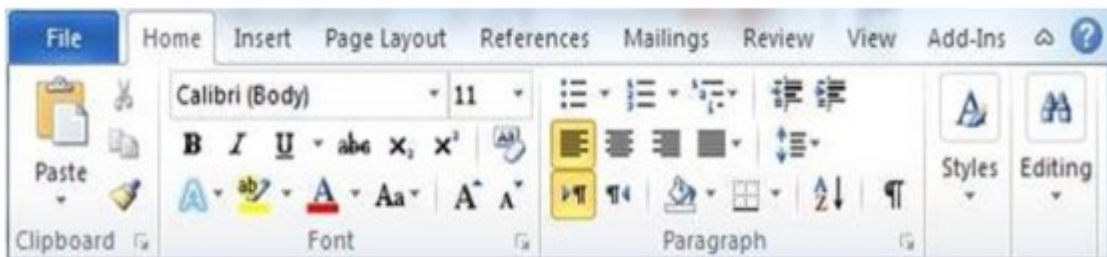 File Home Insert Page Layout References Mailings Review View Add-Ins
Calibri (Body) 11
B I U abc X₂ X²
Paste Styles Editing
A ab A Aa A A
Clipboard Font Paragraph